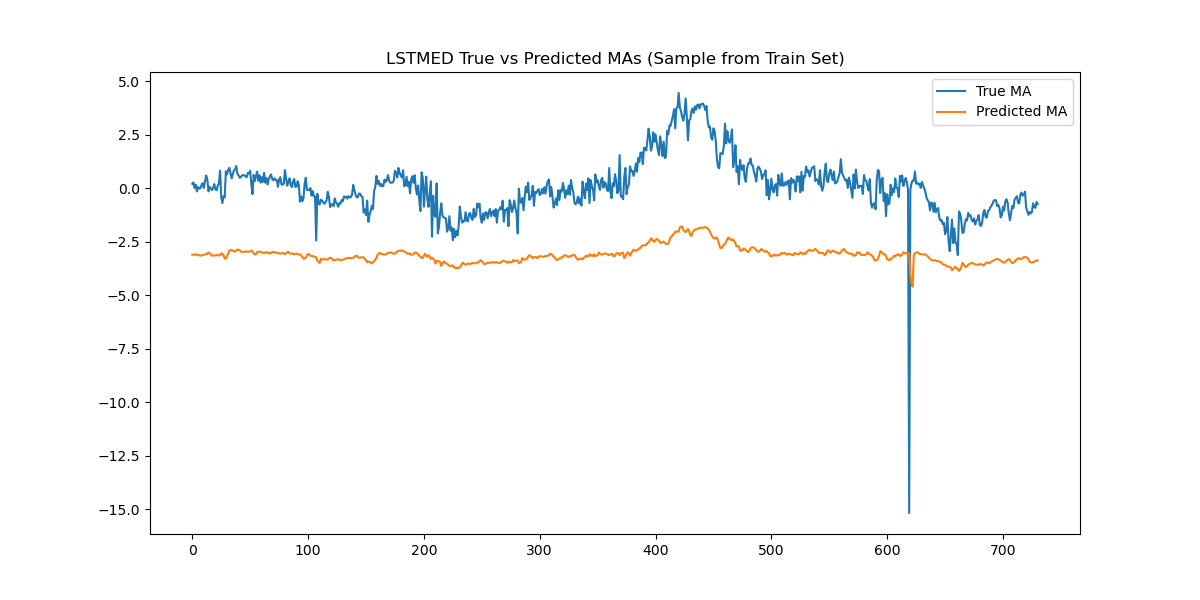 LSTMED True vs Predicted MAs (Sample from Train Set)
True MA
Predicted MA
5.0
2.5
0.0
−2.5
−5.0
−7.5
−10.0
−12.5
−15.0
0 100 200 300 400 500 600 700